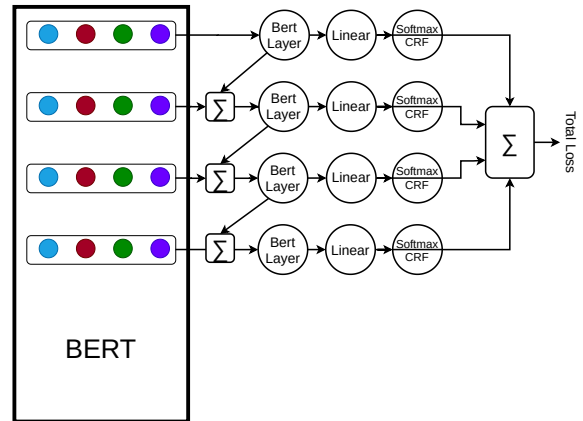 Bert
Layer
Linear
Softmax
CRF
∑
Bert
Layer
Linear
Softmax
CRF
∑
Total Loss
∑
Bert
Layer
Linear
Softmax
CRF
∑
Bert
Layer
Linear
Softmax
CRF
BERT